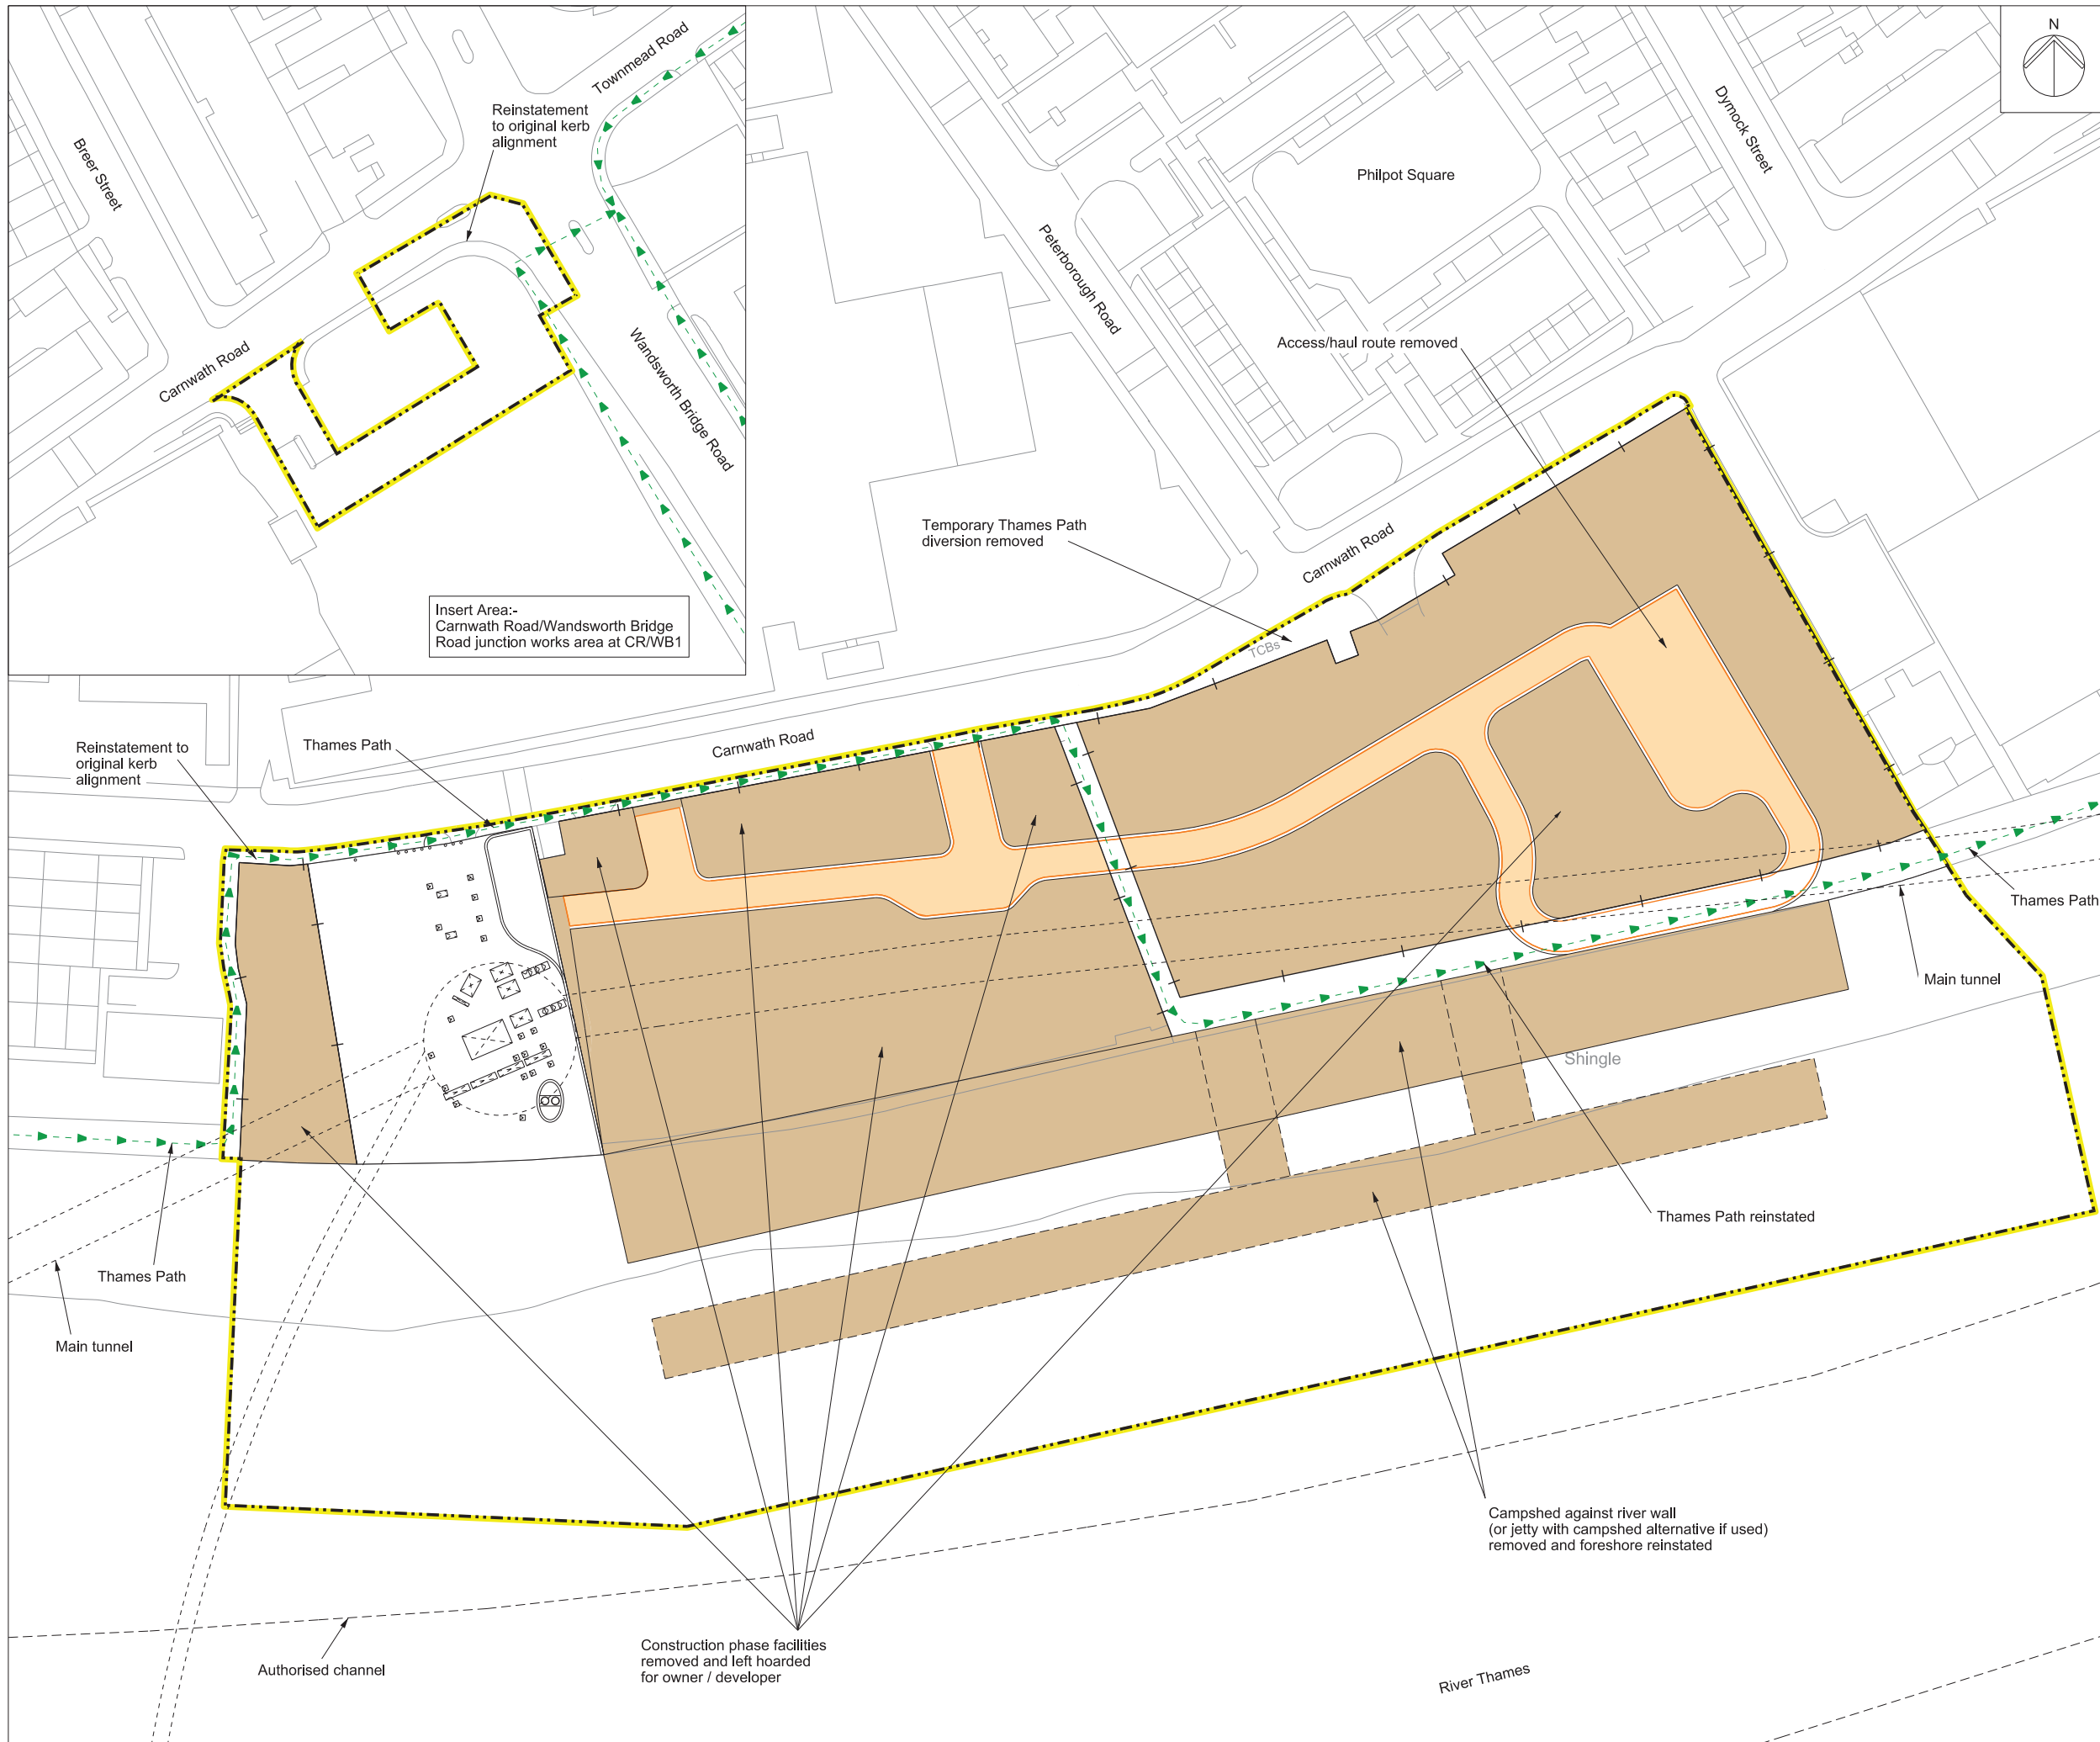 N
Townmead Road
Reinstatement
to original kerb
alignment
Breer Street
Dymock Street
Philpot Square
Peterborough Road
Carnwath Road
Wandsworth Bridge Road
Access/haul route removed
Temporary Thames Path
diversion removed
Carnwath Road
Insert Area:-
Carnwath Road/Wandsworth Bridge
Road junction works area at CR/WB1
TCBs
Reinstatement to
original kerb
alignment
Thames Path
Carnwath Road
Thames Path
Main tunnel
Shingle
Thames Path reinstated
Thames Path
Main tunnel
Campshed against river wall
(or jetty with campshed alternative if used)
removed and foreshore reinstated
Construction phase facilities
removed and left hoarded
for owner / developer
Authorised channel
River Thames